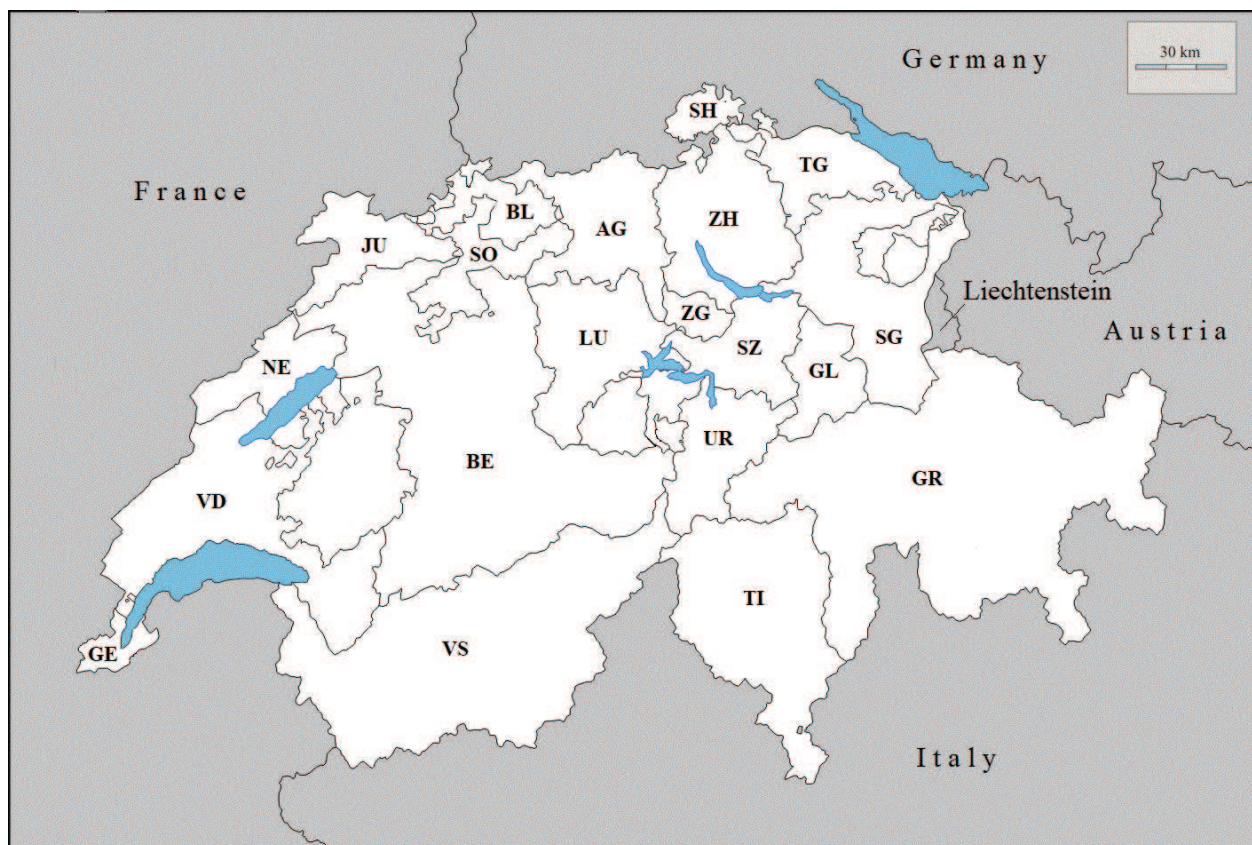 30 km
Germany
SH
France
TG
BL
ZH
AG
JU
SO
Liechtenstein
ZG
Austria
LU
SZ
SG
NE
GL
UR
BE
GR
VD
TI
VS
GE
Italy